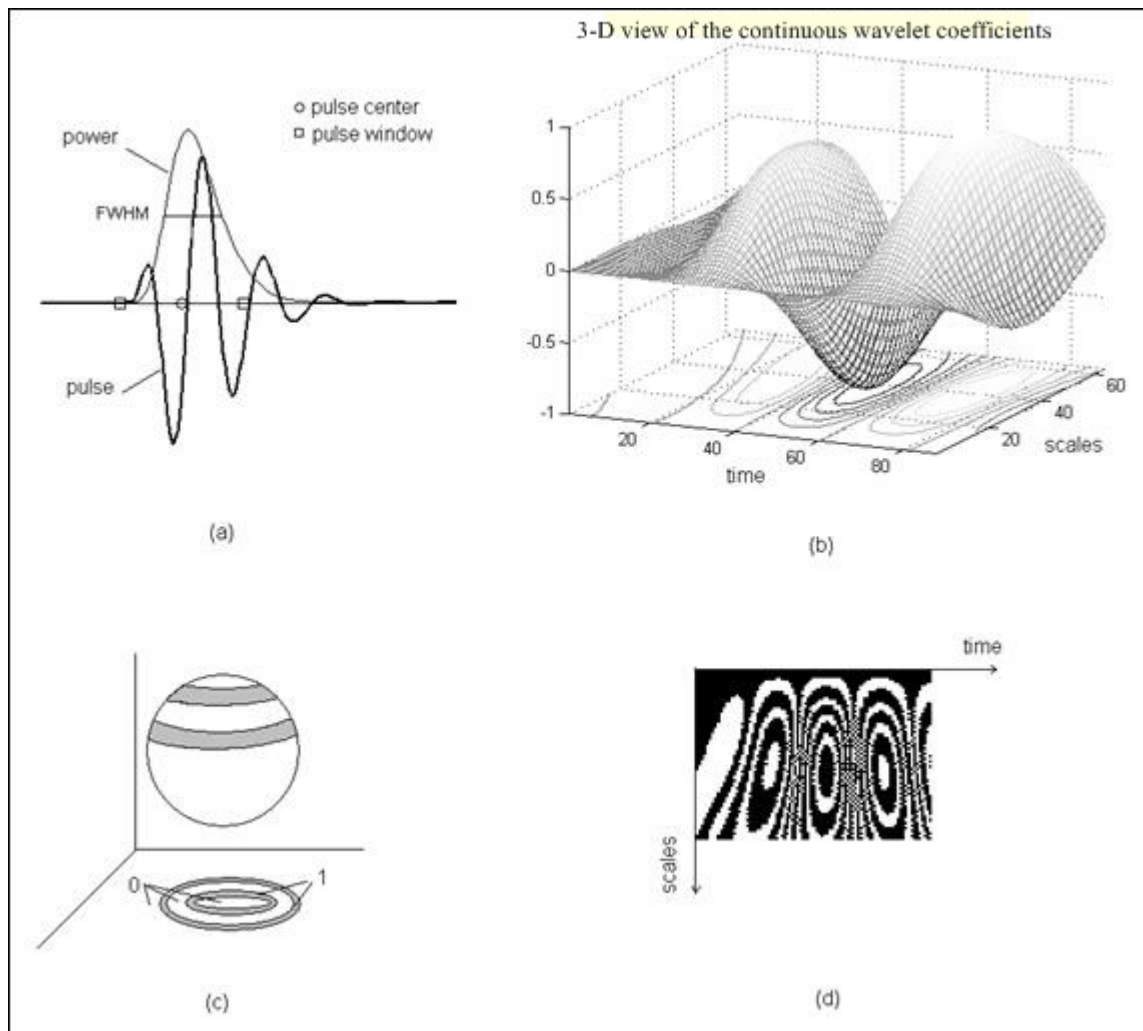 3-D view of the continuous wavelet coefficients
power
pulse center
pulse window
FWHM
pulse
(a)
1
0.5
0
-0.5
-1
20
40
60
80
time
20
40
60
scales
(b)
0
1
(c)
time
scales
(d)